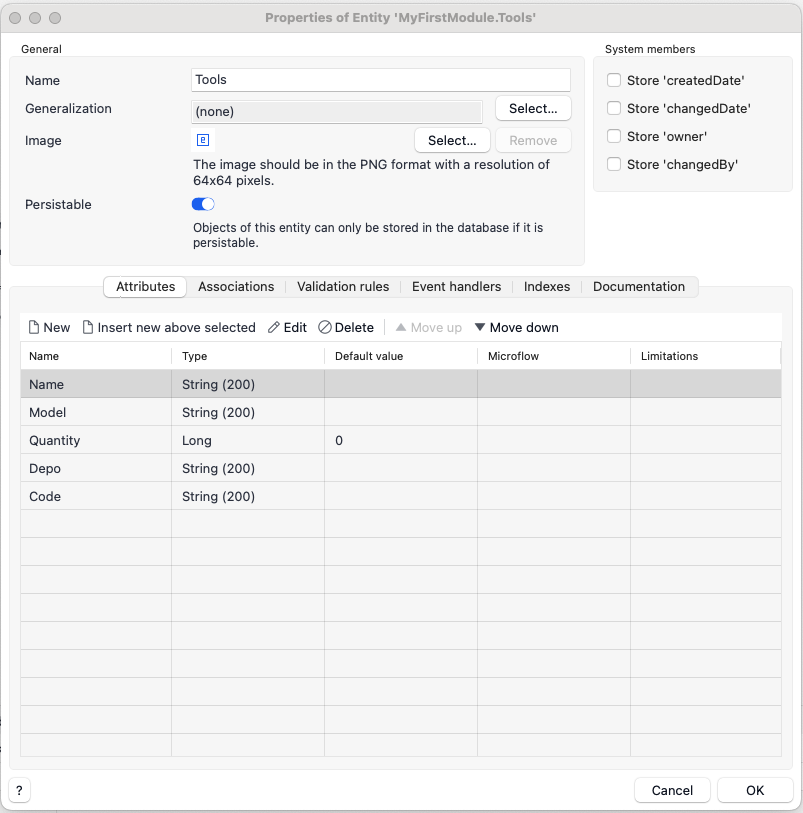 Properties of Entity 'MyFirstModule.Tools'
General
Name
Tools
Generalization
(none)
Select...
Image
Select...
Remove
The image should be in the PNG format with a resolution of
64x64 pixels.
Persistable
Objects of this entity can only be stored in the database if it is
persistable.
System members
Store 'createdDate'
Store 'changedDate'
Store 'owner'
Store 'changedBy'
Attributes Associations Validation rules Event handlers Indexes Documentation
New Insert new above selected Edit Delete Move up Move down
Name Type Default value Microflow Limitations
Name String (200)
Model String (200)
Quantity Long 0
Depo String (200)
Code String (200)
? Cancel OK